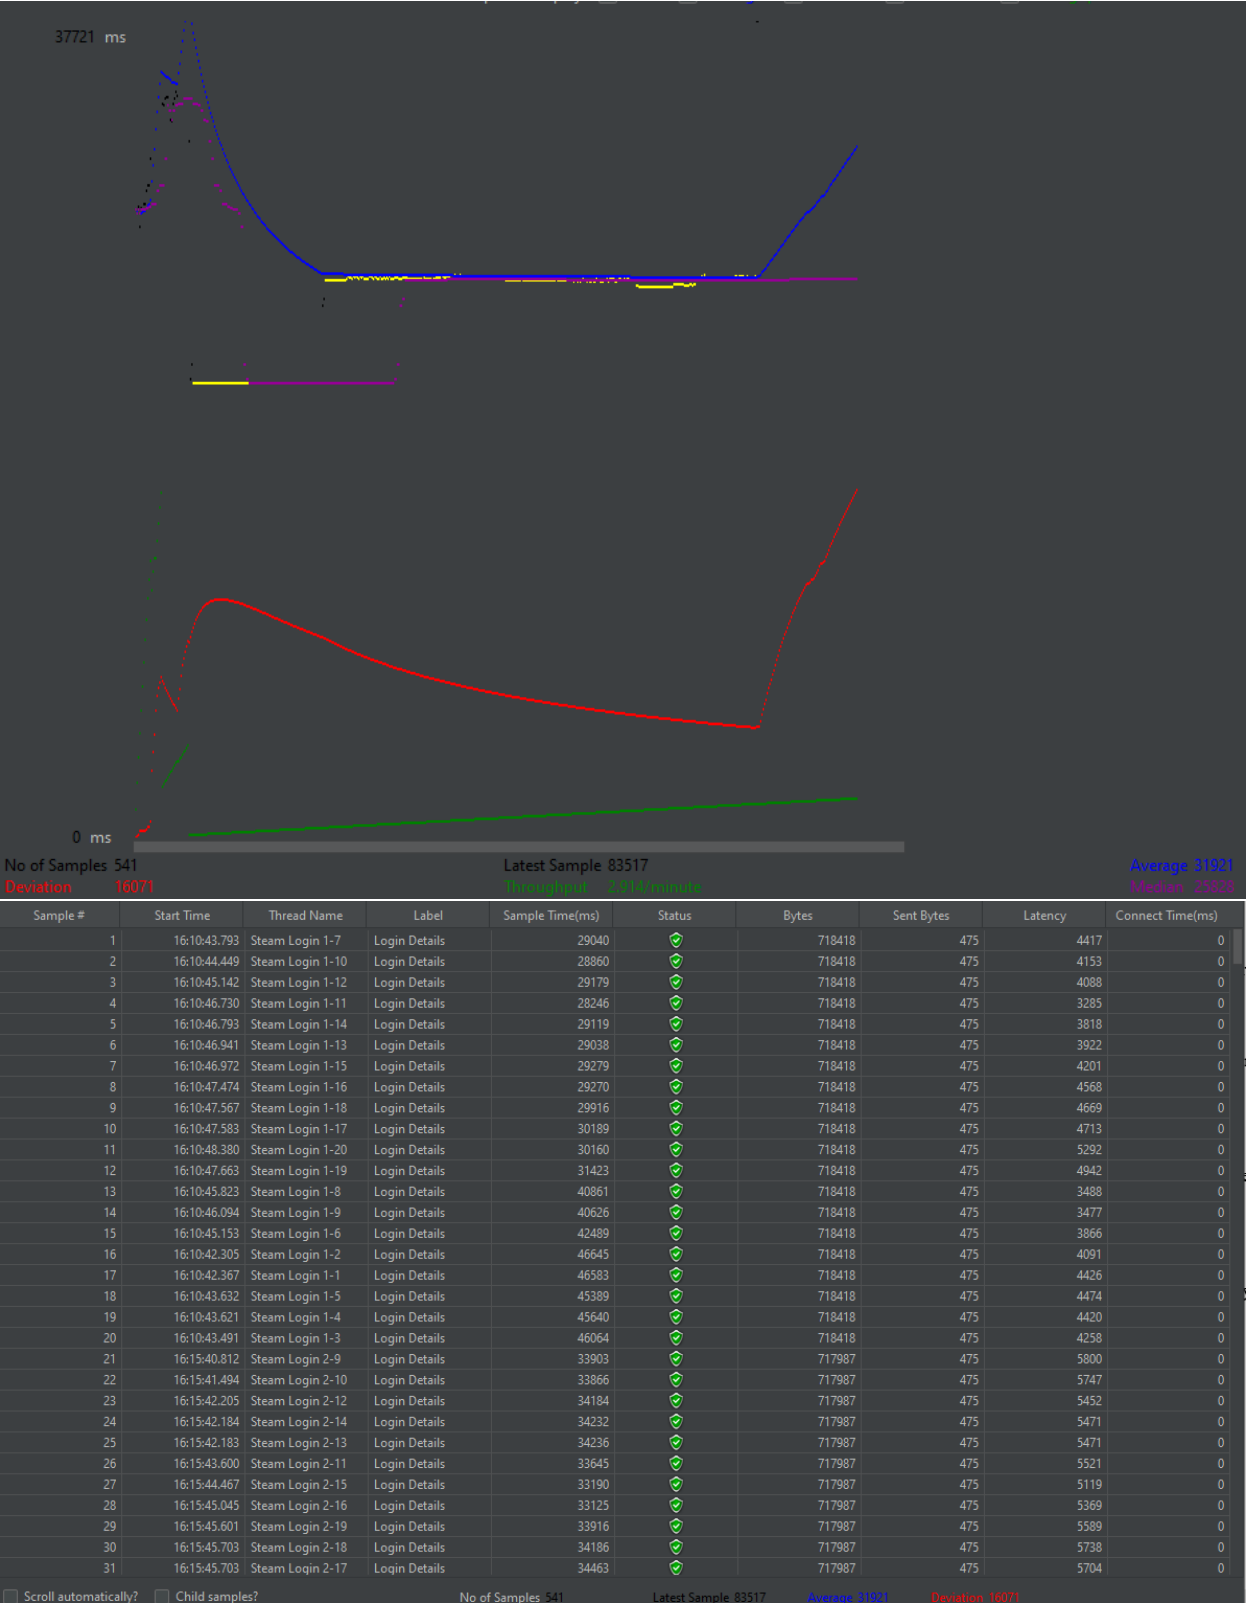 37721 ms
0 ms
No of Samples 541 Latest Sample 83517 Average 31921
Deviation 16071 Throughput 2.914/minute Median 25828
Sample # Start Time Thread Name Label Sample Time(ms) Status Bytes Sent Bytes Latency Connect Time(ms)
1 16:10:43.793 Steam Login 1-7 Login Details 29040 718418 475 4417 0
2 16:10:44.449 Steam Login 1-10 Login Details 28860 718418 475 4153 0
3 16:10:45.142 Steam Login 1-12 Login Details 29179 718418 475 4088 0
4 16:10:46.730 Steam Login 1-11 Login Details 28246 718418 475 3285 0
5 16:10:46.793 Steam Login 1-14 Login Details 29119 718418 475 3818 0
6 16:10:46.941 Steam Login 1-13 Login Details 29038 718418 475 3922 0
7 16:10:46.972 Steam Login 1-15 Login Details 29279 718418 475 4201 0
8 16:10:47.474 Steam Login 1-16 Login Details 29270 718418 475 4568 0
9 16:10:47.567 Steam Login 1-18 Login Details 29916 718418 475 4669 0
10 16:10:47.583 Steam Login 1-17 Login Details 30189 718418 475 4713 0
11 16:10:48.380 Steam Login 1-20 Login Details 30160 718418 475 5292 0
12 16:10:47.663 Steam Login 1-19 Login Details 31423 718418 475 4942 0
13 16:10:45.823 Steam Login 1-8 Login Details 40861 718418 475 3488 0
14 16:10:46.094 Steam Login 1-9 Login Details 40626 718418 475 3477 0
15 16:10:45.153 Steam Login 1-6 Login Details 42489 718418 475 3866 0
16 16:10:42.305 Steam Login 1-2 Login Details 46645 718418 475 4091 0
17 16:10:42.367 Steam Login 1-1 Login Details 46583 718418 475 4426 0
18 16:10:43.632 Steam Login 1-5 Login Details 45389 718418 475 4474 0
19 16:10:43.621 Steam Login 1-4 Login Details 45640 718418 475 4420 0
20 16:10:43.491 Steam Login 1-3 Login Details 46064 718418 475 4258 0
21 16:15:40.812 Steam Login 2-9 Login Details 33903 717987 475 5800 0
22 16:15:41.494 Steam Login 2-10 Login Details 33866 717987 475 5747 0
23 16:15:42.205 Steam Login 2-12 Login Details 34184 717987 475 5452 0
24 16:15:42.184 Steam Login 2-14 Login Details 34232 717987 475 5471 0
25 16:15:42.183 Steam Login 2-13 Login Details 34236 717987 475 5471 0
26 16:15:43.600 Steam Login 2-11 Login Details 33645 717987 475 5521 0
27 16:15:44.467 Steam Login 2-15 Login Details 33190 717987 475 5119 0
28 16:15:45.045 Steam Login 2-16 Login Details 33125 717987 475 5369 0
29 16:15:45.601 Steam Login 2-19 Login Details 33916 717987 475 5589 0
30 16:15:45.703 Steam Login 2-18 Login Details 34186 717987 475 5738 0
31 16:15:45.703 Steam Login 2-17 Login Details 34463 717987 475 5704 0
Scroll automatically? Child samples? No of Samples 541 Latest Sample 83517 Average 31921 Deviation 16071